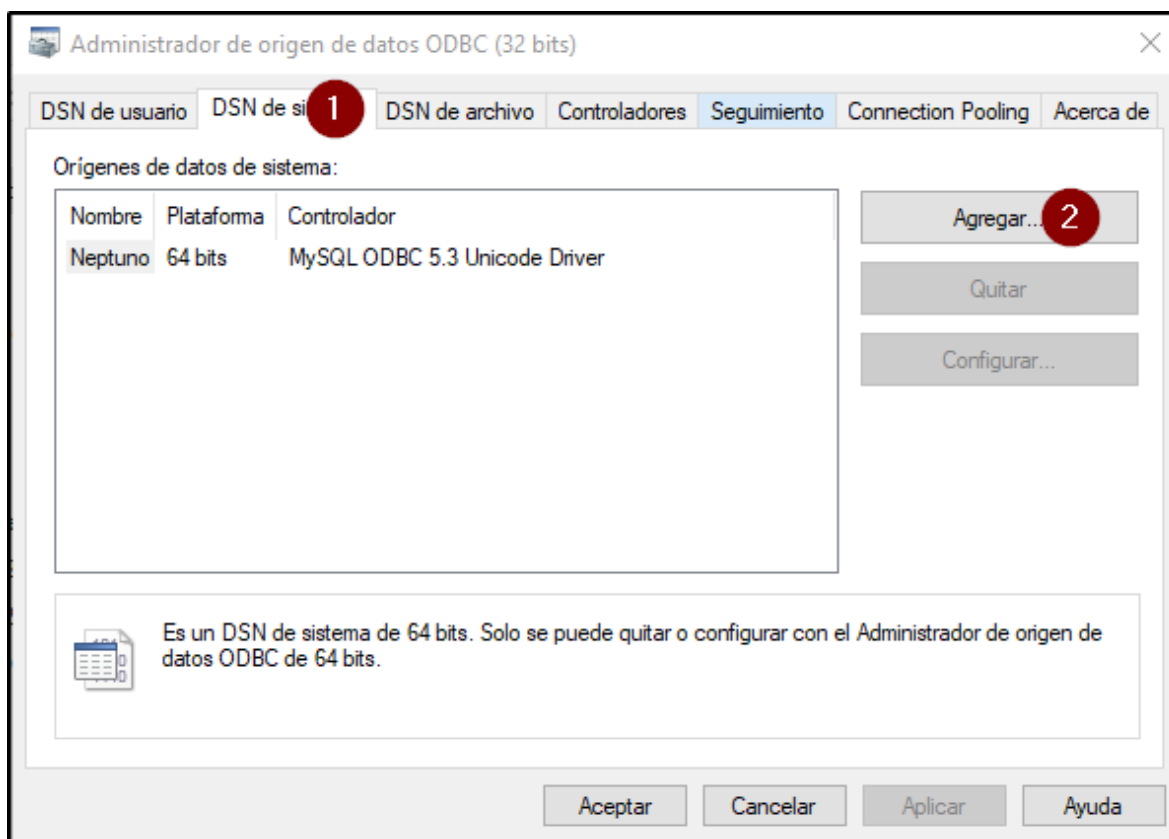 Administrador de origen de datos ODBC (32 bits)
DSN de usuario DSN de si 1 DSN de archivo Controladores Seguimiento Connection Pooling Acerca de
Orígenes de datos de sistema:
Nombre Plataforma Controlador
Agregar... 2
Neptuno 64 bits MySQL ODBC 5.3 Unicode Driver
Quitar
Configurar...
Es un DSN de sistema de 64 bits. Solo se puede quitar o configurar con el Administrador de origen de
datos ODBC de 64 bits.
Aceptar Cancelar Aplicar Ayuda